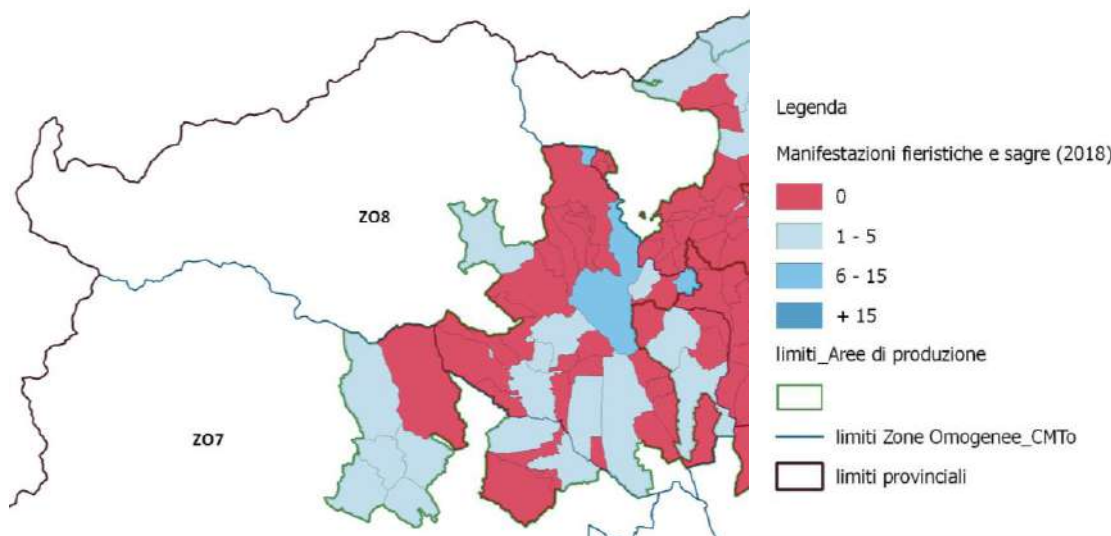 ZO8
ZO7
Legenda
Manifestazioni fieristiche e sagre (2018)
0
1 - 5
6 - 15
+ 15
limiti_Aree di produzione
limiti Zone Omogenee_CMTo
limiti provinciali